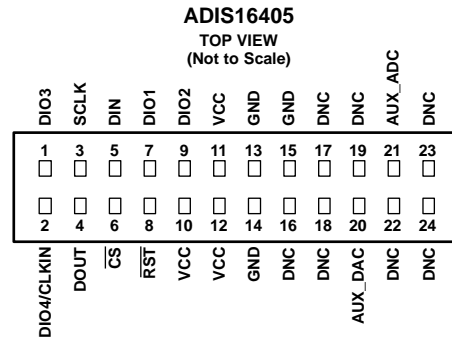 ADIS16405
TOP VIEW
(Not to Scale)
DIO3 SCLK DIN DIO1 DIO2 VCC GND GND DNC DNC AUX_ADC DNC
1 3 5 7 9 11 13 15 17 19 21 23
2 4 6 8 10 12 14 16 18 20 22 24
DIO4/CLKIN DOUT CS RST VCC VCC GND DNC DNC AUX_DAC DNC DNC